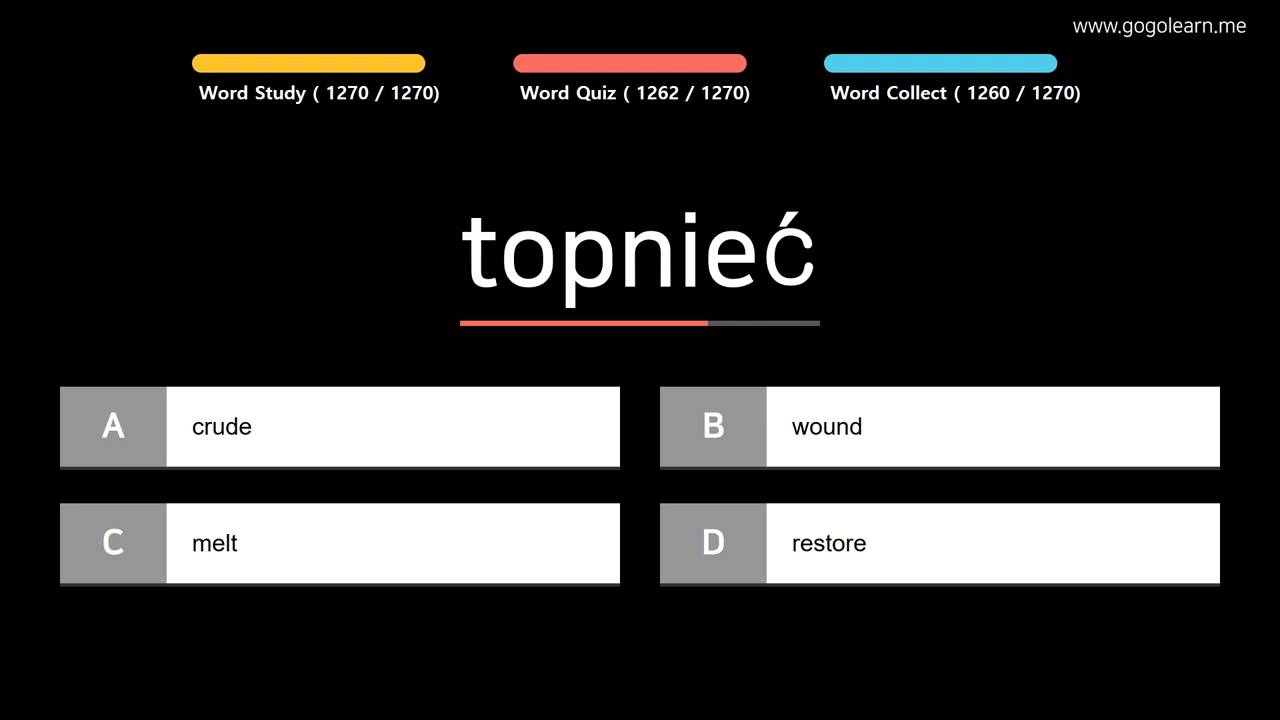 www.gogolearn.me
Word Study ( 1270 / 1270)
Word Quiz ( 1262 / 1270)
Word Collect ( 1260 / 1270)
topnieć
A crude
B wound
C melt
D restore